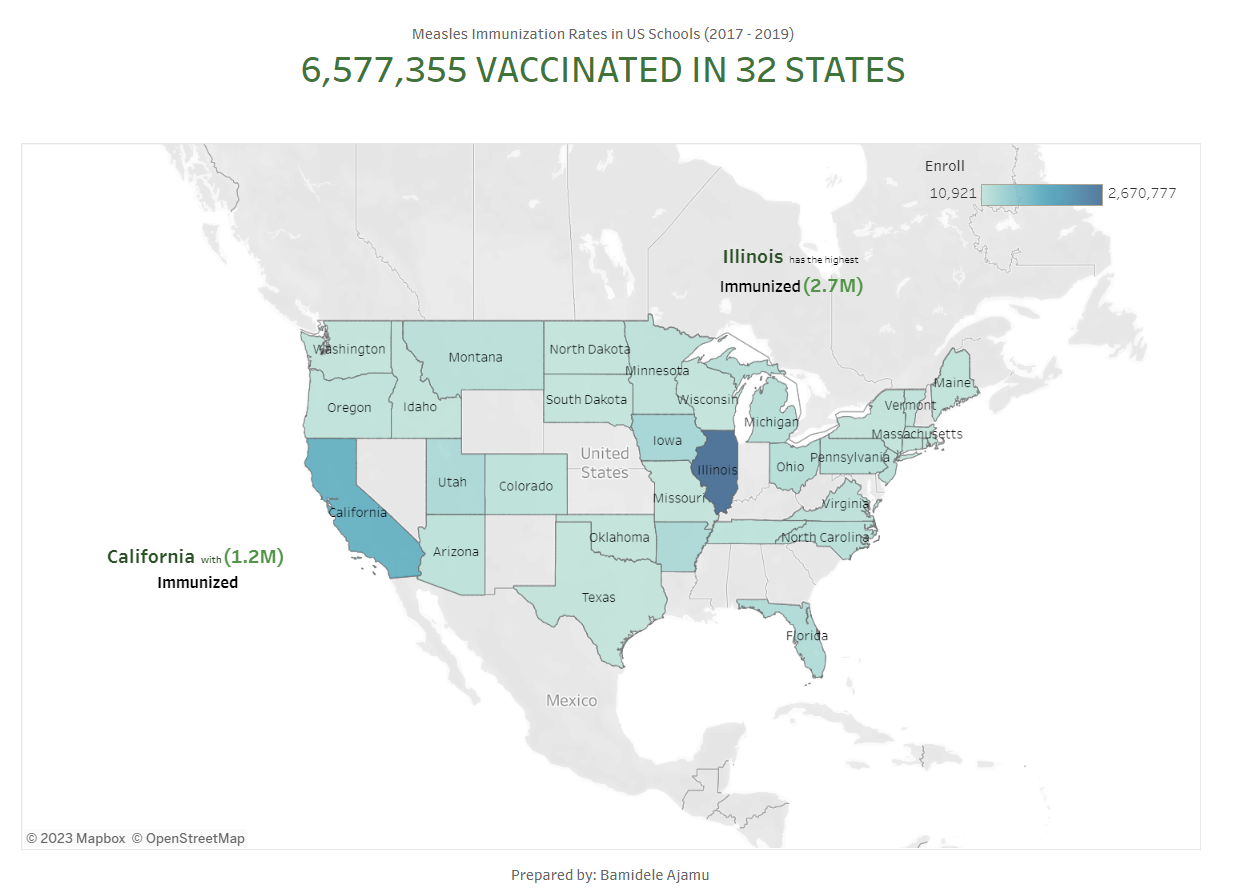 Measles Immunization Rates in US Schools (2017 - 2019)
6,577,355 VACCINATED IN 32 STATES
Enroll
10,921 2,670,777
Illinois has the highest
Immunized (2.7M)
Washington
Montana
North Dakota
Minnesota
Maine
Oregon
Idaho
South Dakota
Wisconsin
Vermont
Michigan
Massachusetts
Iowa
United
States
Pennsylvania
Ohio
Illinois
Utah
Colorado
Missouri
Virginia
California
Oklahoma
North Carolina
Arizona
California with (1.2M)
Immunized
Texas
Florida
Mexico
© 2023 Mapbox © OpenStreetMap
Prepared by: Bamidele Ajamu